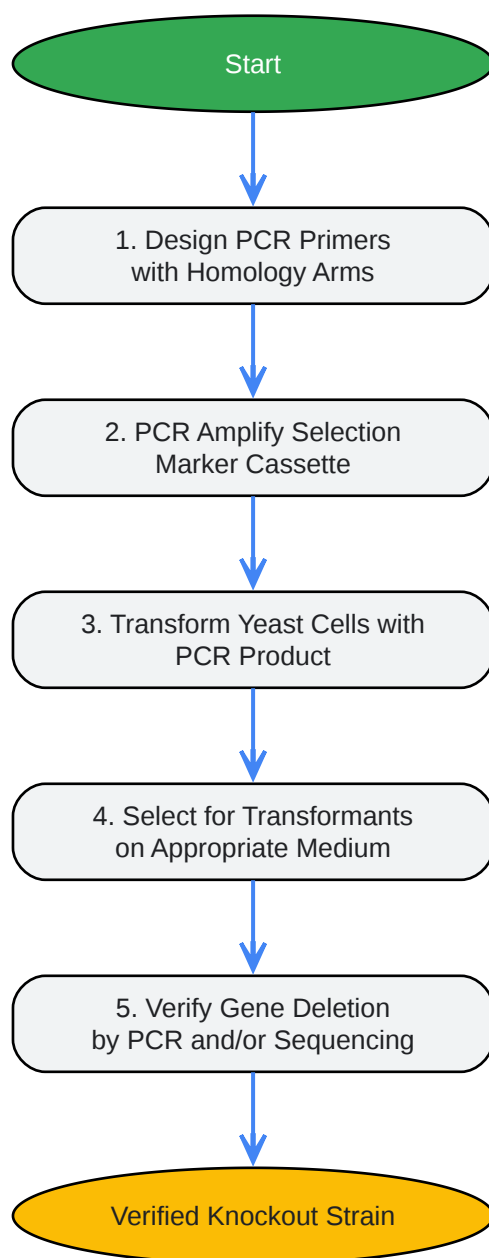 Start
1. Design PCR Primers
with Homology Arms
2. PCR Amplify Selection
Marker Cassette
3. Transform Yeast Cells with
PCR Product
4. Select for Transformants
on Appropriate Medium
5. Verify Gene Deletion
by PCR and/or Sequencing
Verified Knockout Strain